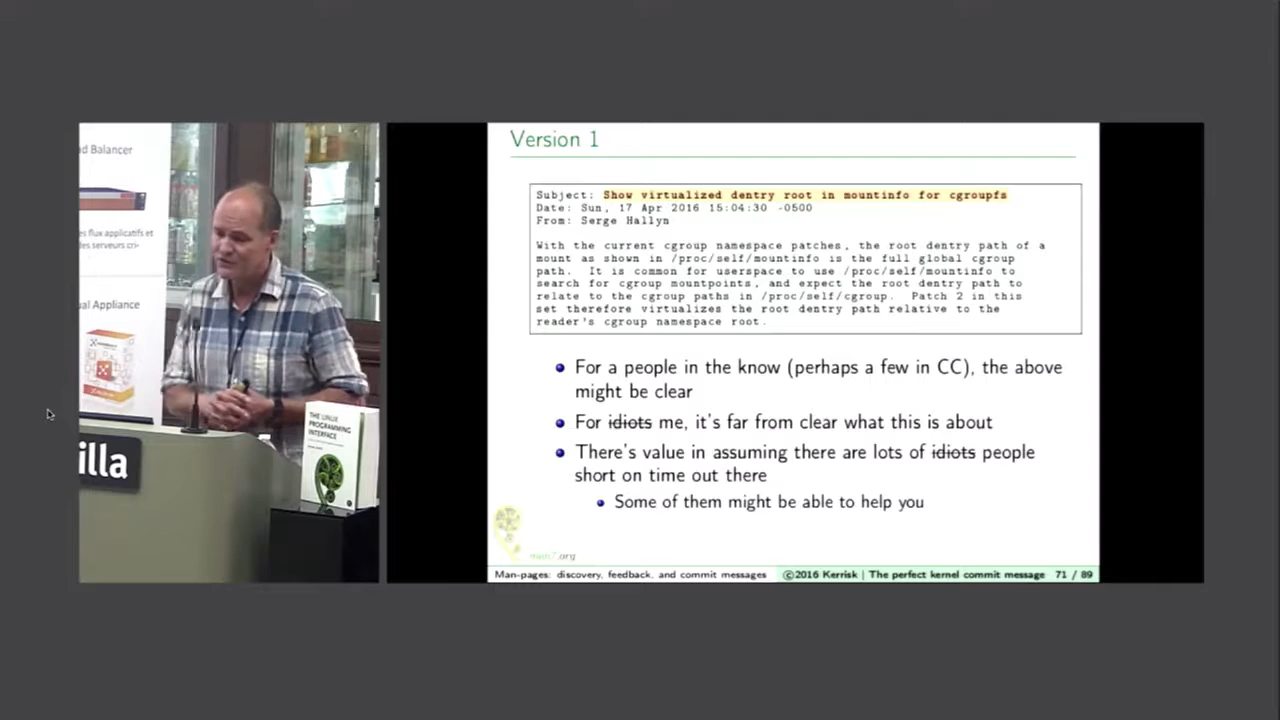 d Balancer
es flux applicatifs et
des serveurs cri-
ual Appliance
illa
THE LINUX
PROGRAMMING
INTERFACE
Version 1
Subject: Show virtualized dentry root in mountinfo for cgroupfs
Date: Sun, 17 Apr 2016 15:04:30 -0500
From: Serge Hallyn
With the current cgroup namespace patches, the root dentry path of a
mount as shown in /proc/self/mountinfo is the full global cgroup
path. It is common for userspace to use /proc/self/mountinfo to
search for cgroup mountpoints, and expect the root dentry path to
relate to the cgroup paths in /proc/self/cgroup. Patch 2 in this
set therefore virtualizes the root dentry path relative to the
reader's cgroup namespace root.
For a people in the know (perhaps a few in CC), the above
might be clear
For idiots me, it's far from clear what this is about
There's value in assuming there are lots of idiots people
short on time out there
Some of them might be able to help you
man7.org
Man-pages: discovery, feedback, and commit messages ©2016 Kerrisk | The perfect kernel commit message 71 / 89